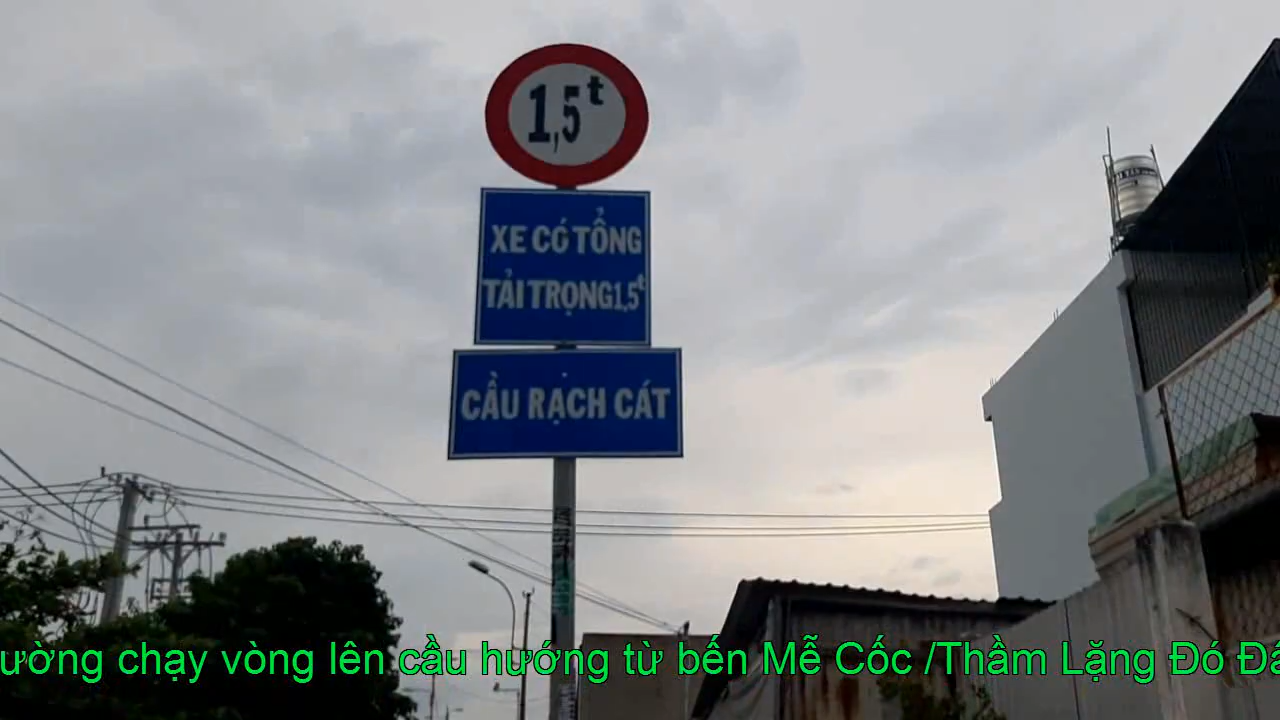 1,5t
XE CÓ TỔNG
TẢI TRỌNG 1,5t
CẦU RẠCH CÁT
ường chạy vòng lên cầu hướng từ bến Mễ Cốc /Thầm Lặng Đó Đâ